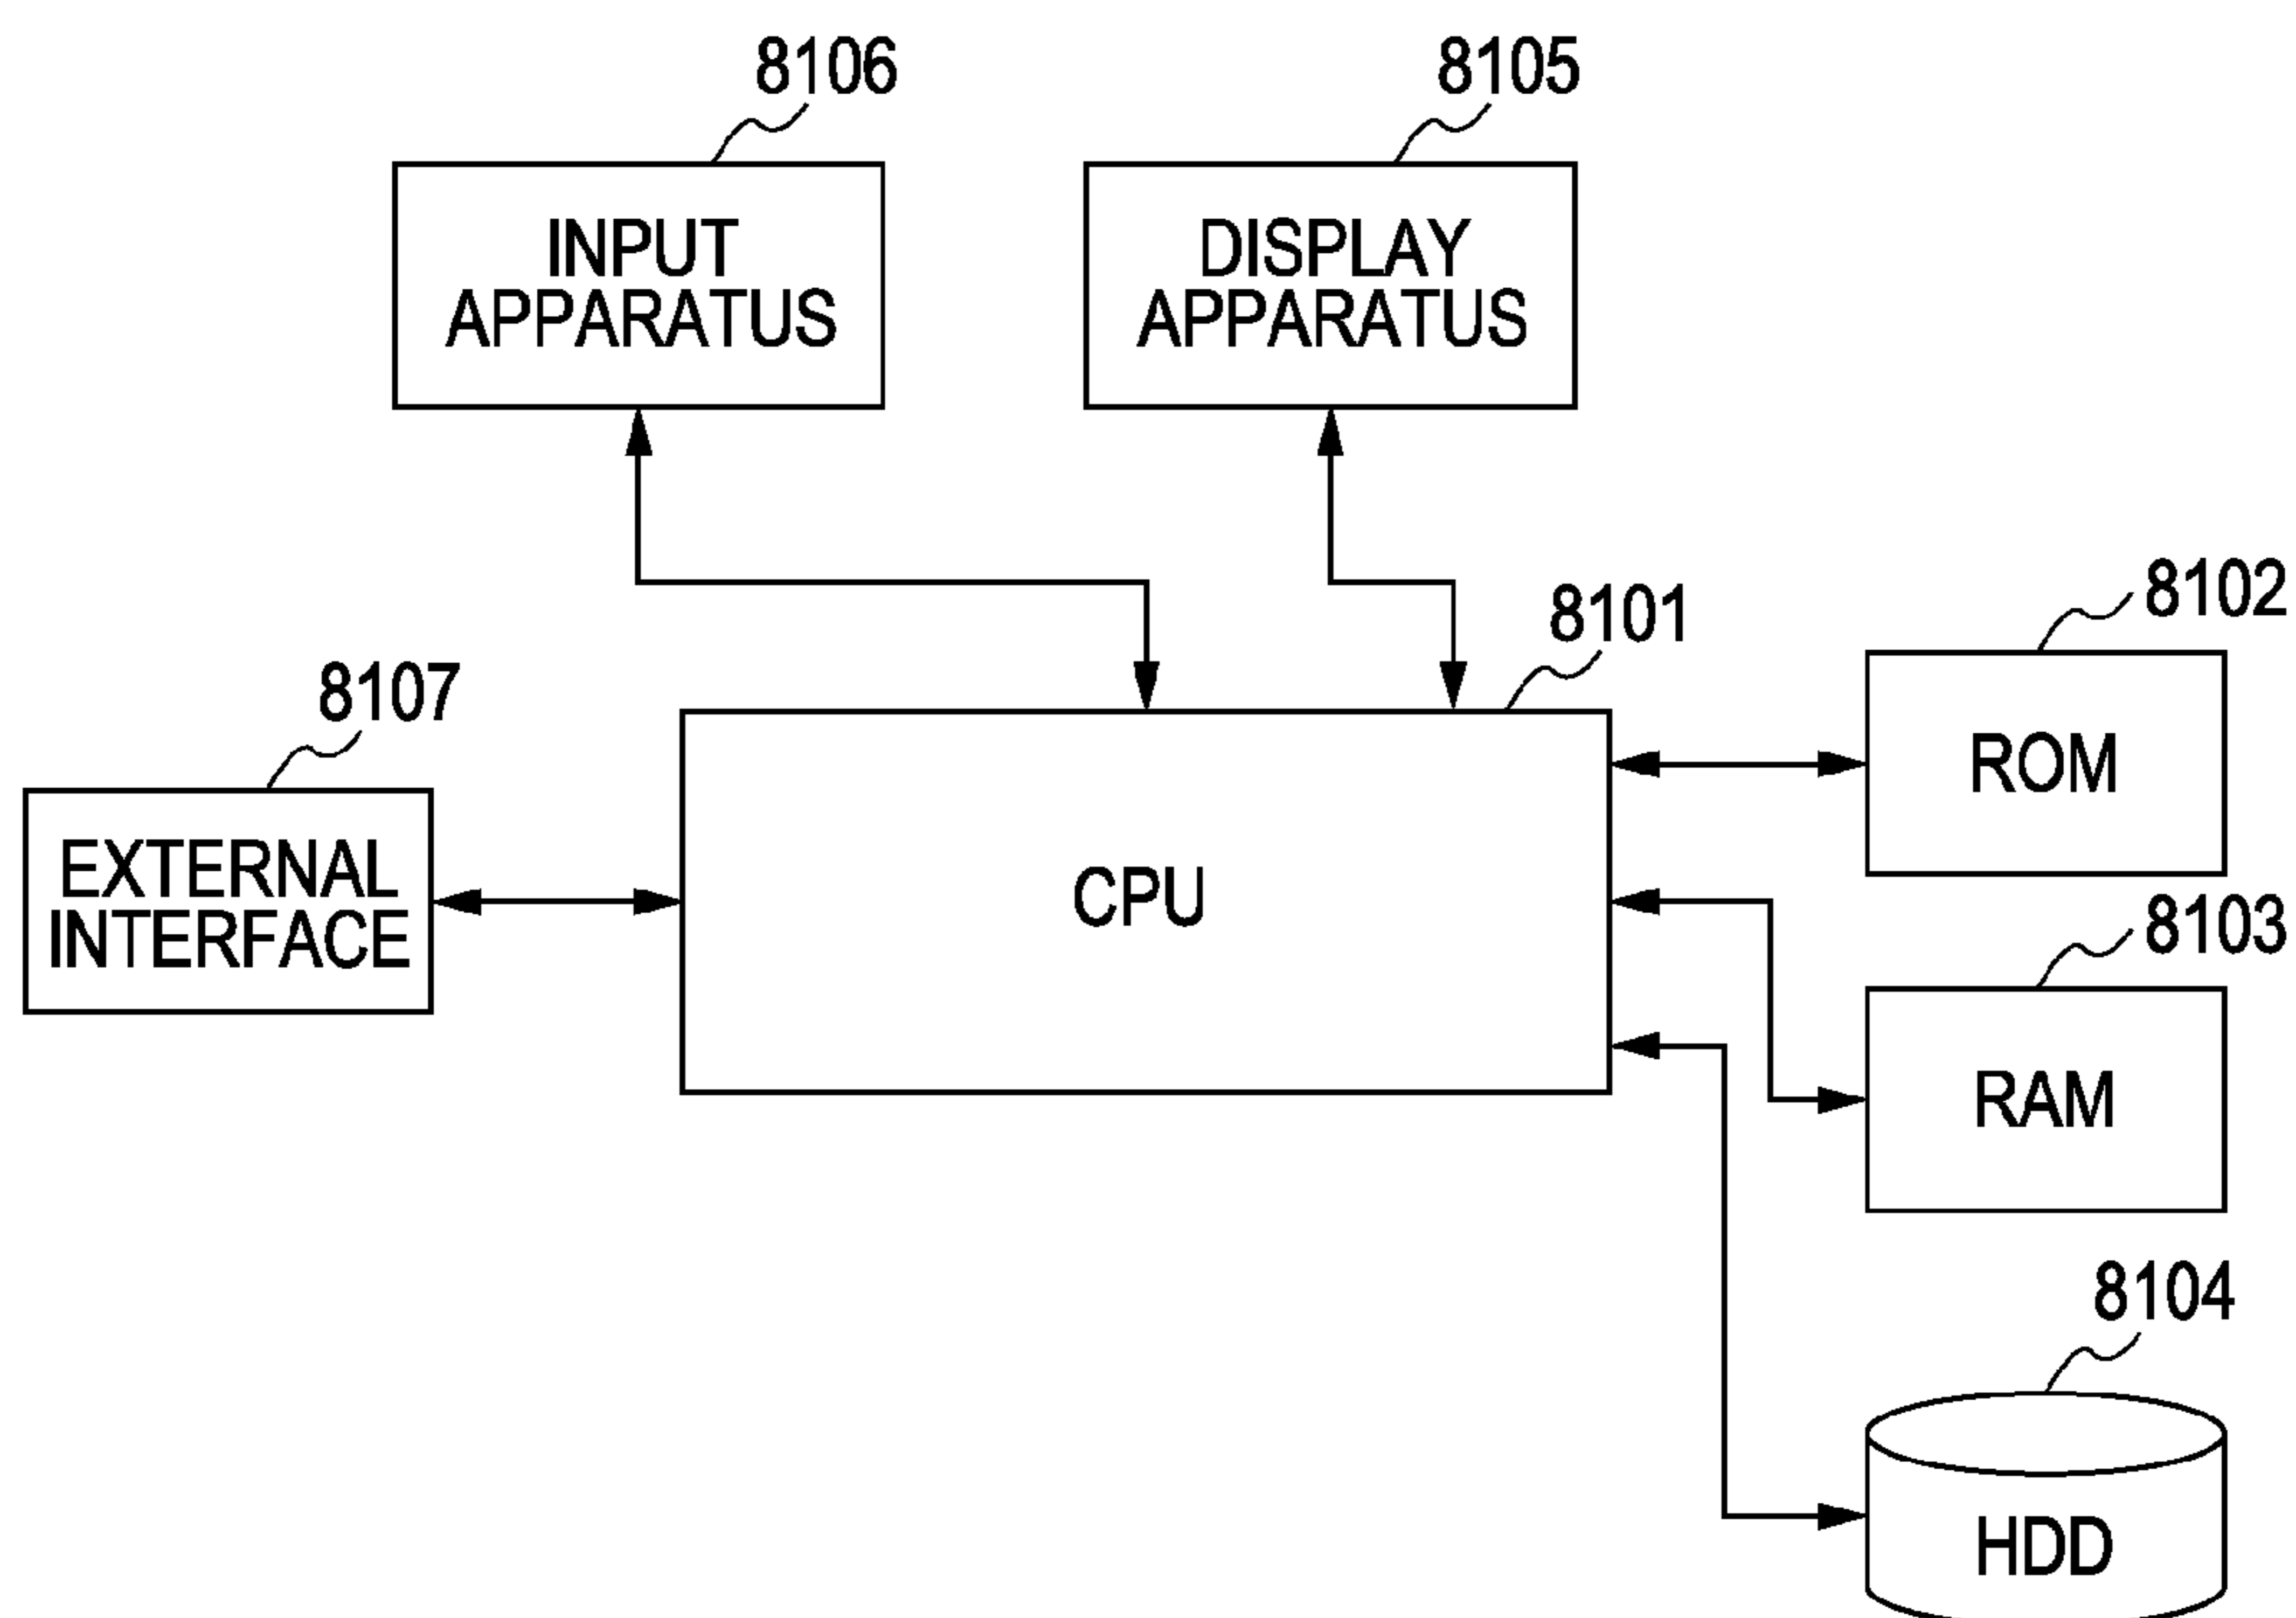 8106
8105
INPUT
APPARATUS
DISPLAY
APPARATUS
8101
8102
8107
ROM
EXTERNAL
INTERFACE
CPU
8103
RAM
8104
HDD